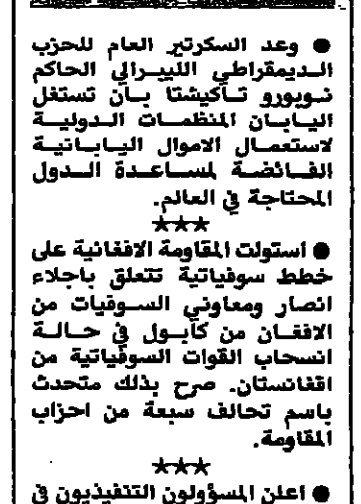 ● وعد السكرتير العام للحزب
الديمقراطي الليبرالي الحاكم
نوبورو تاكيشتا بان تستغل
اليابان المنظمات الدولية
لاستعمال الاموال اليابانية
الفائضة لمساعدة الدول
المحتاجة في العالم.
★★★
● استولت المقاومة الافغانية على
خطط سوفياتية تتعلق باجلاء
انصار ومعاوني السوفيات من
الافغان من كابول في حالة
انسحاب القوات السوفياتية من
افغانستان. صرح بذلك متحدث
باسم تحالف سبعة من احزاب
المقاومة.
★★★
● اعلن المسؤولون التنفيذيون في